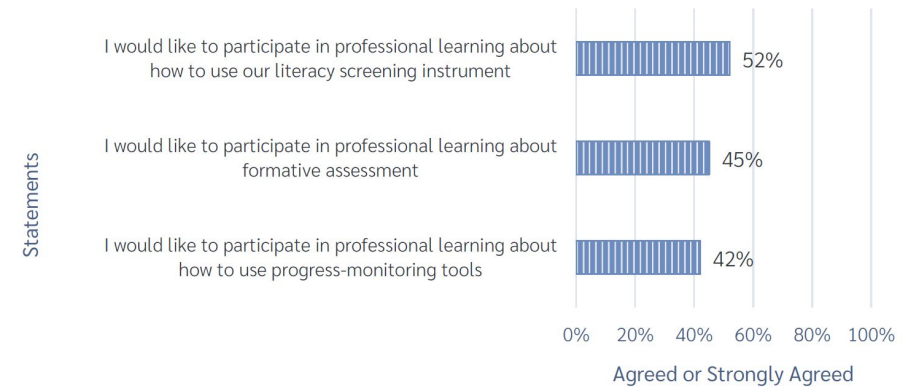 I would like to participate in professional learning about
how to use our literacy screening instrument
52%
I would like to participate in professional learning about
formative assessment
45%
I would like to participate in professional learning about
how to use progress-monitoring tools
42%
Statements
0% 20% 40% 60% 80% 100%
Agreed or Strongly Agreed